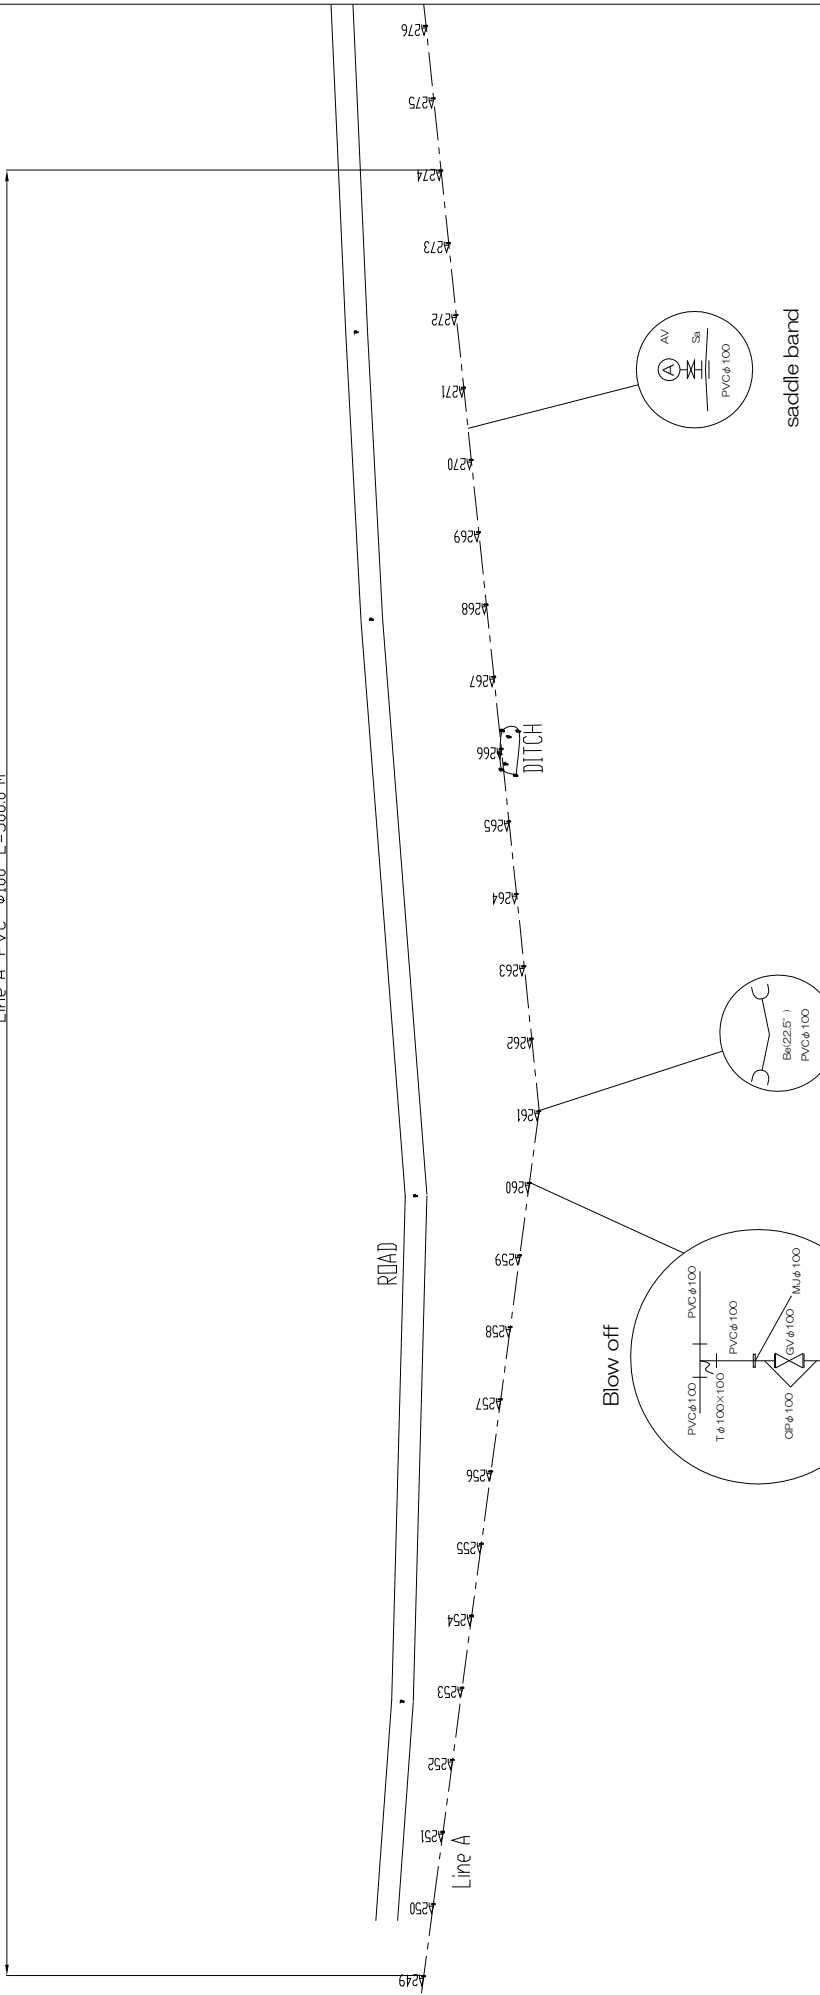 A276
A275
A274
A273
A272
A271
A270
A269
A268
A267
A266
A265
A264
A263
A262
A261
A260
A259
A258
A257
A256
A255
A254
A253
A252
A251
A250
A249
Line A
ROAD
DITCH
AV
Sa
PVCφ100
saddle band
Be(22.5°)
PVCφ100
Blow off
PVCφ100
PVCφ100
Tφ100×100
PVCφ100
MJφ100
GVφ100
CIPφ100
A